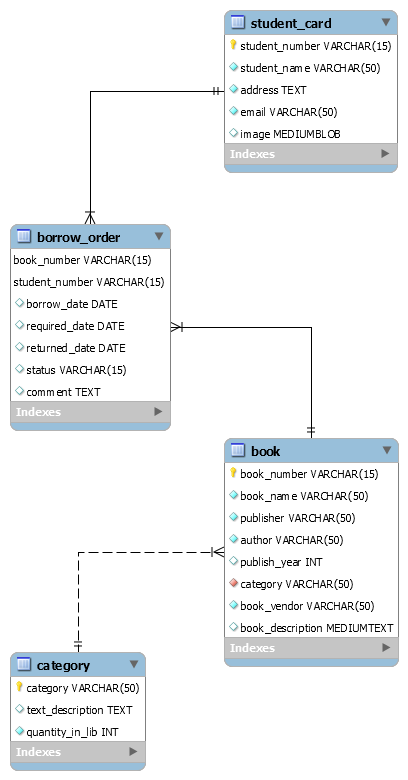 student_card
student_number VARCHAR(15)
student_name VARCHAR(50)
address TEXT
email VARCHAR(50)
image MEDIUMBLOB
Indexes
borrow_order
book_number VARCHAR(15)
student_number VARCHAR(15)
borrow_date DATE
required_date DATE
returned_date DATE
status VARCHAR(15)
comment TEXT
Indexes
book
book_number VARCHAR(15)
book_name VARCHAR(50)
publisher VARCHAR(50)
author VARCHAR(50)
publish_year INT
category VARCHAR(50)
book_vendor VARCHAR(50)
book_description MEDIUMTEXT
Indexes
category
category VARCHAR(50)
text_description TEXT
quantity_in_lib INT
Indexes